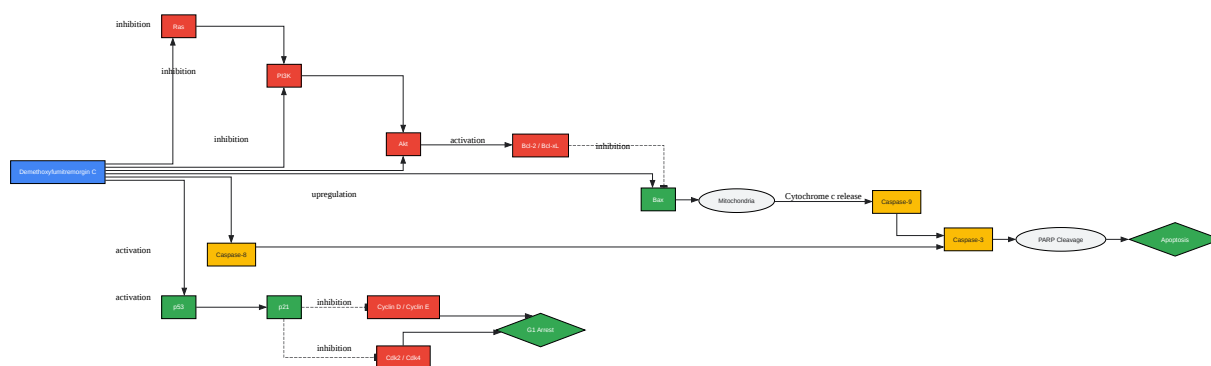 inhibition
Ras
inhibition
PI3K
inhibition
Akt
activation
Bcl-2 / Bcl-xL
inhibition
Demethoxyfumitremorgin C
upregulation
Bax
Mitochondria
Cytochrome c release
Caspase-9
activation
Caspase-8
Caspase-3
PARP Cleavage
Apoptosis
activation
p53
p21
inhibition
Cyclin D / Cyclin E
G1 Arrest
inhibition
Cdk2 / Cdk4